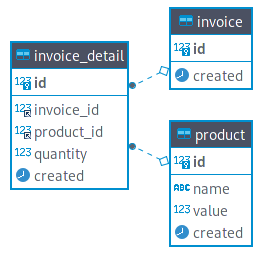 invoice_detail
123 id
123 invoice_id
123 product_id
123 quantity
created
invoice
123 id
created
product
123 id
ABC name
123 value
created